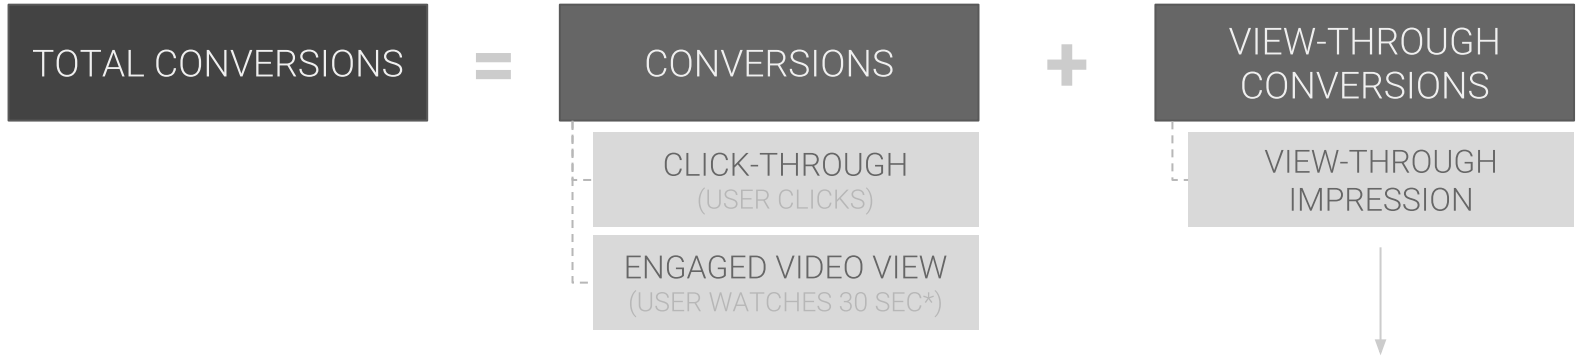 TOTAL CONVERSIONS
=
CONVERSIONS
+
VIEW-THROUGH
CONVERSIONS
CLICK-THROUGH
(USER CLICKS)
ENGAGED VIDEO VIEW
(USER WATCHES 30 SEC*)
VIEW-THROUGH
IMPRESSION